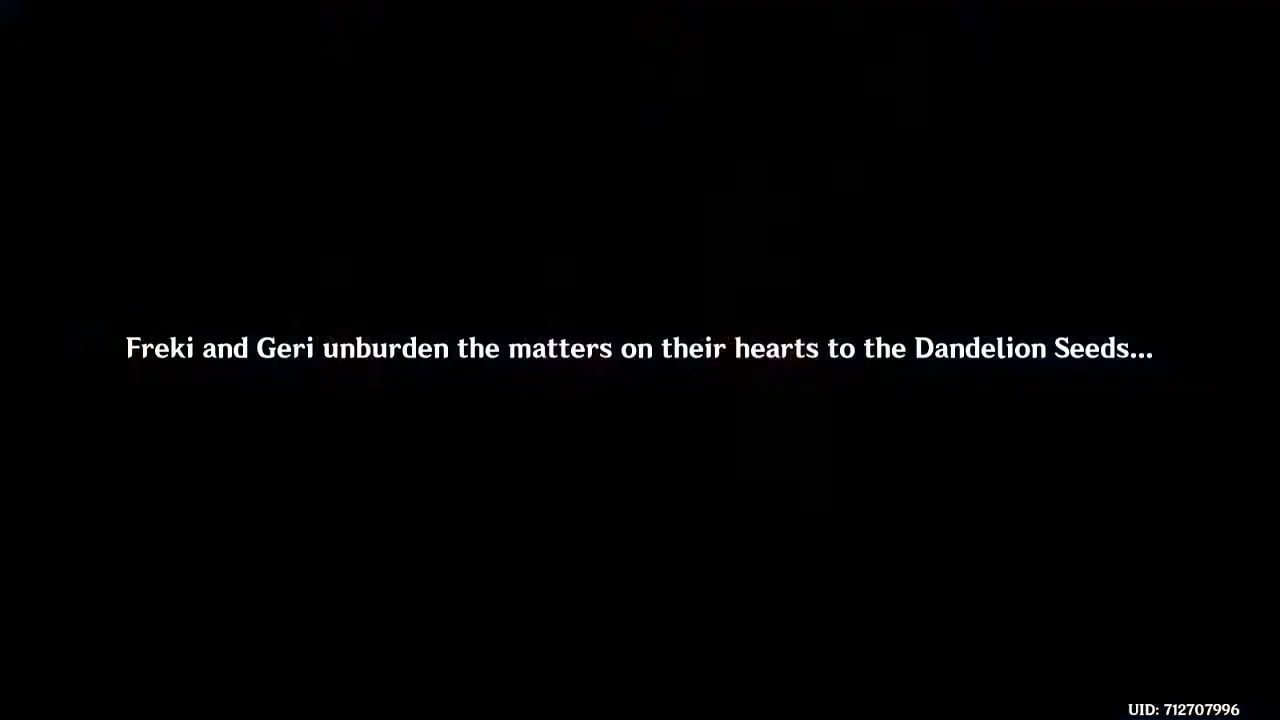 Freki and Geri unburden the matters on their hearts to the Dandelion Seeds...
UID: 712707996